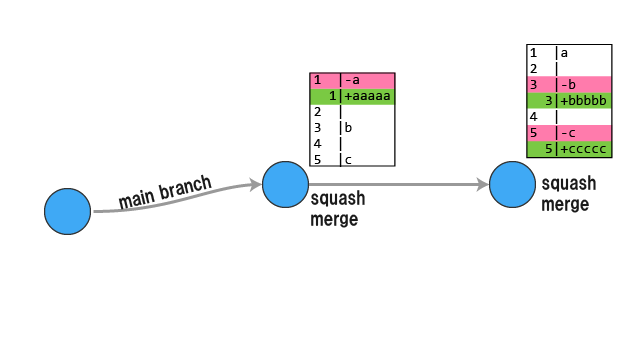 1 |-a
1|+aaaaa
2 |
3 |b
4 |
5 |c
1 |a
2 |
3 |-b
3|+bbbbb
4 |
5 |-c
5|+ccccc
main branch
squash
merge
squash
merge